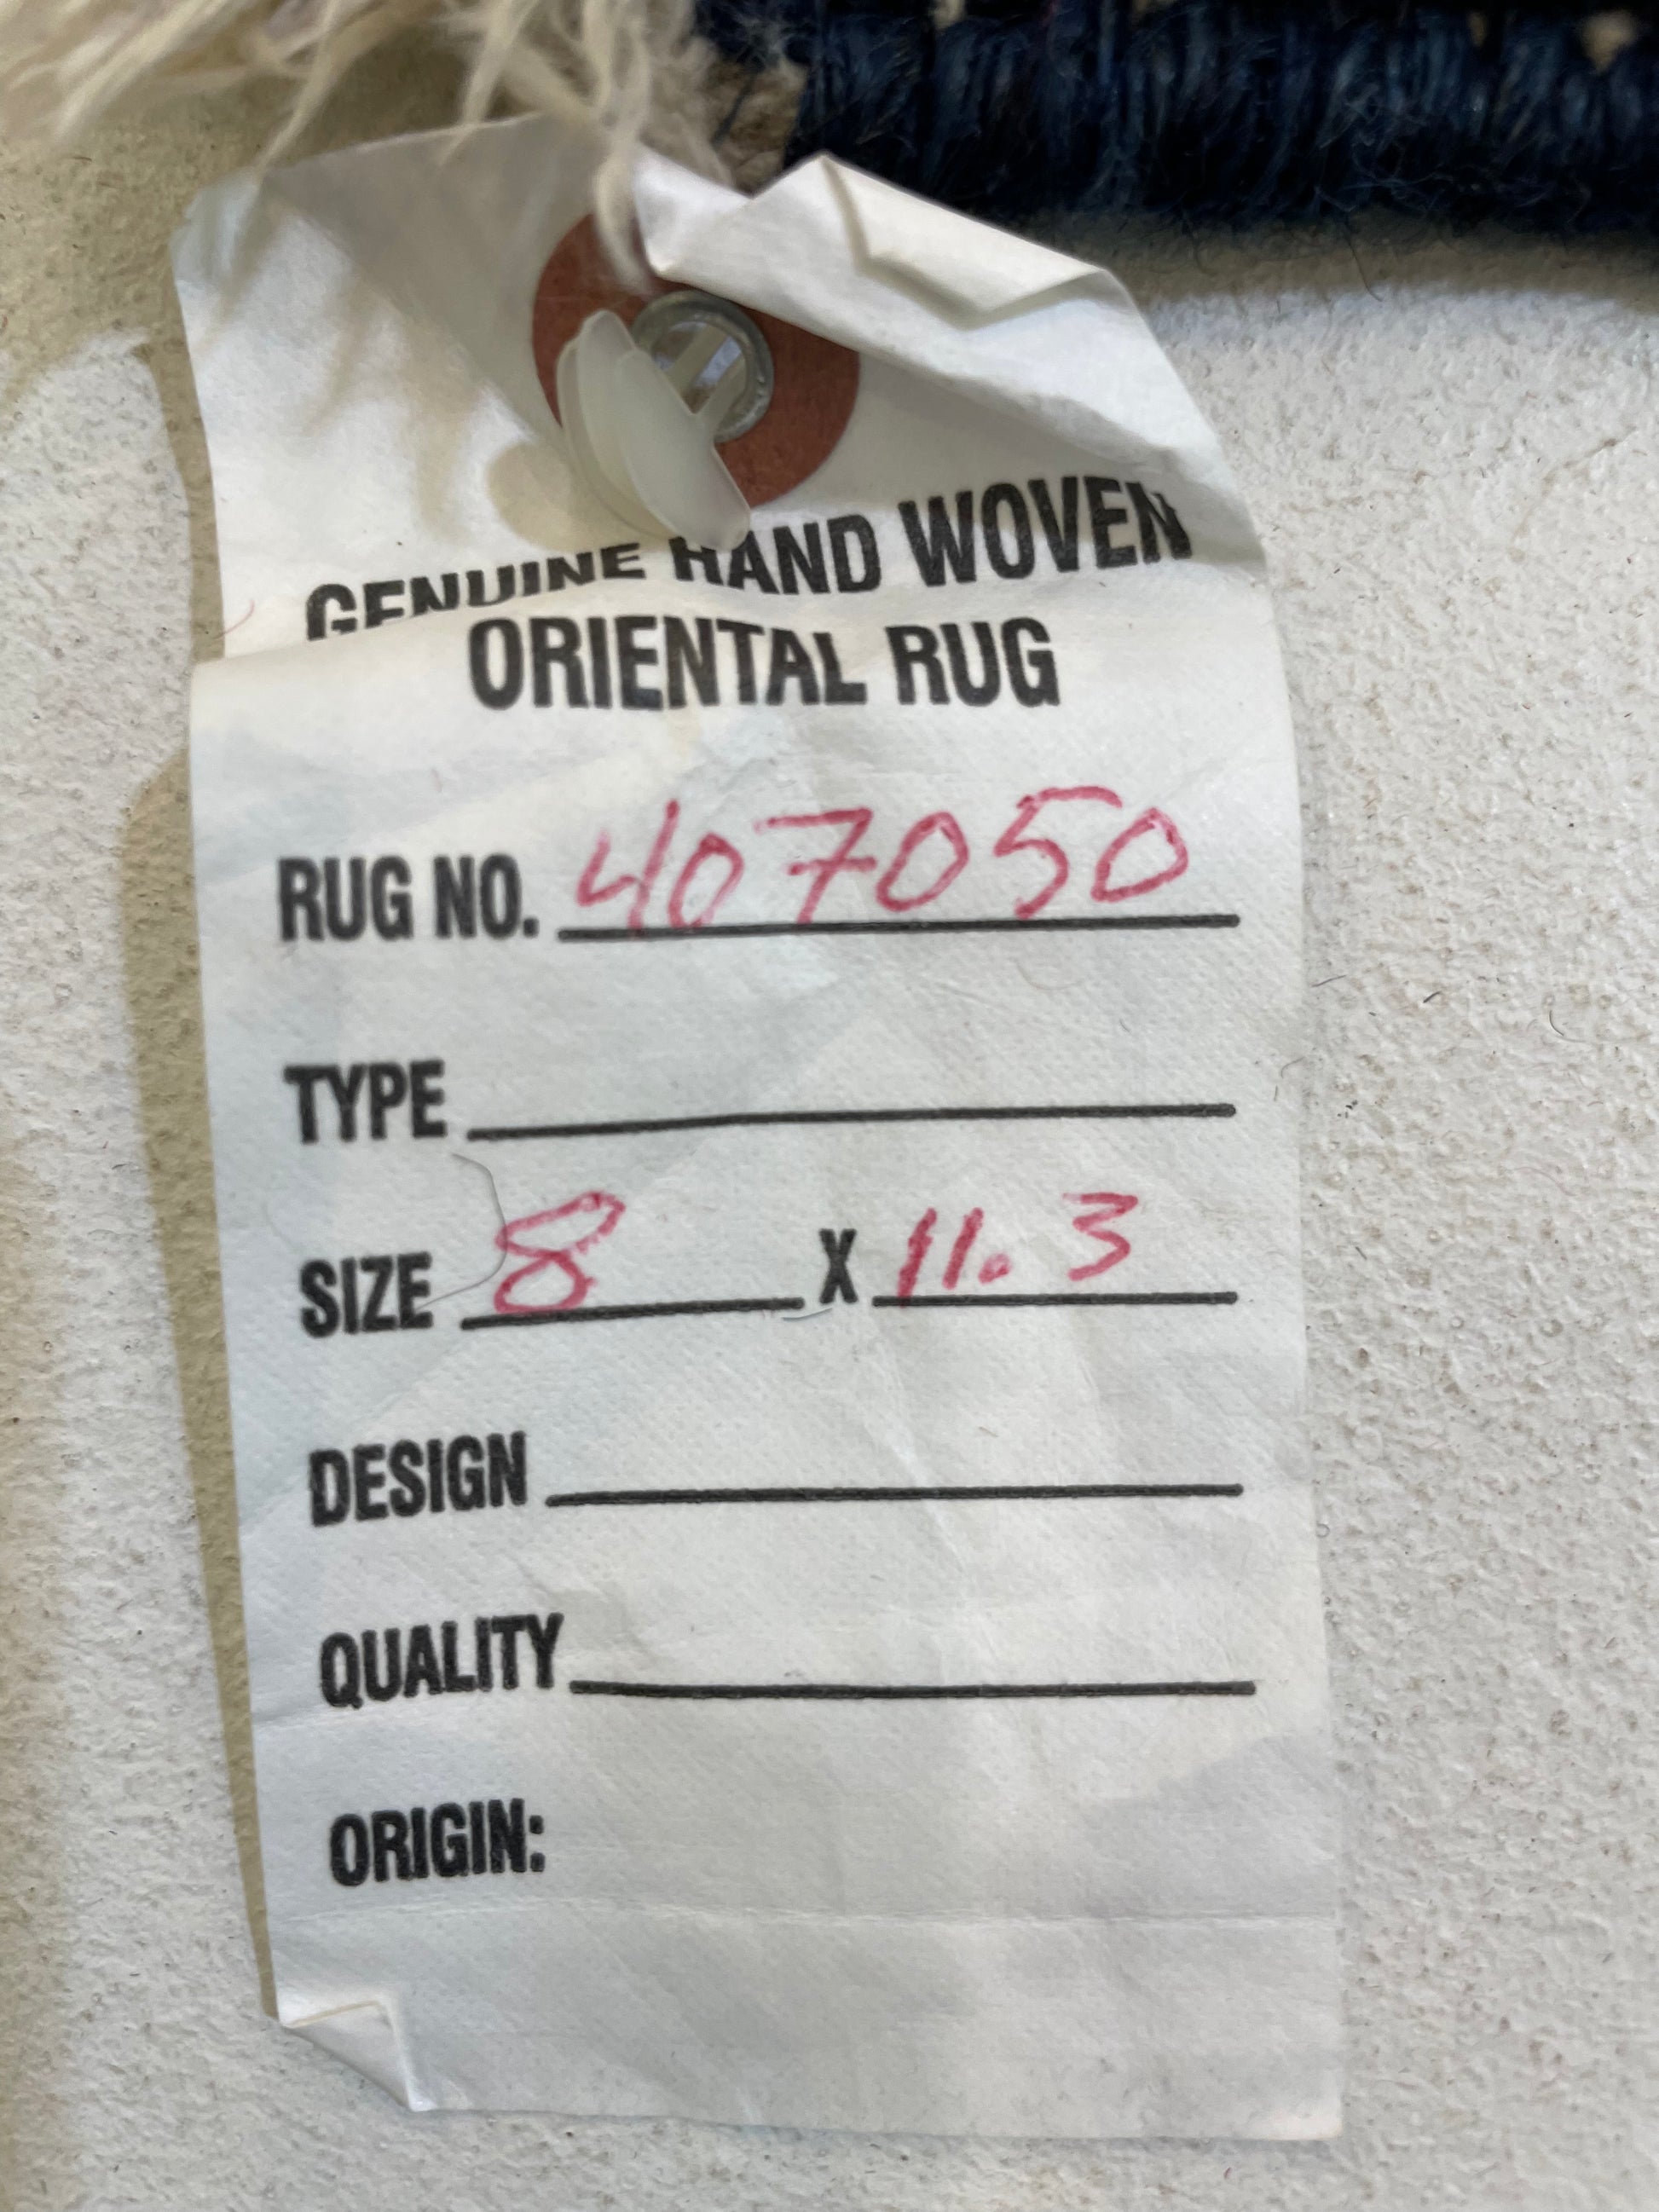 GENUINE HAND WOVEN
ORIENTAL RUG
RUG NO. 407050
TYPE
SIZE 8 X 11.3
DESIGN
QUALITY
ORIGIN: